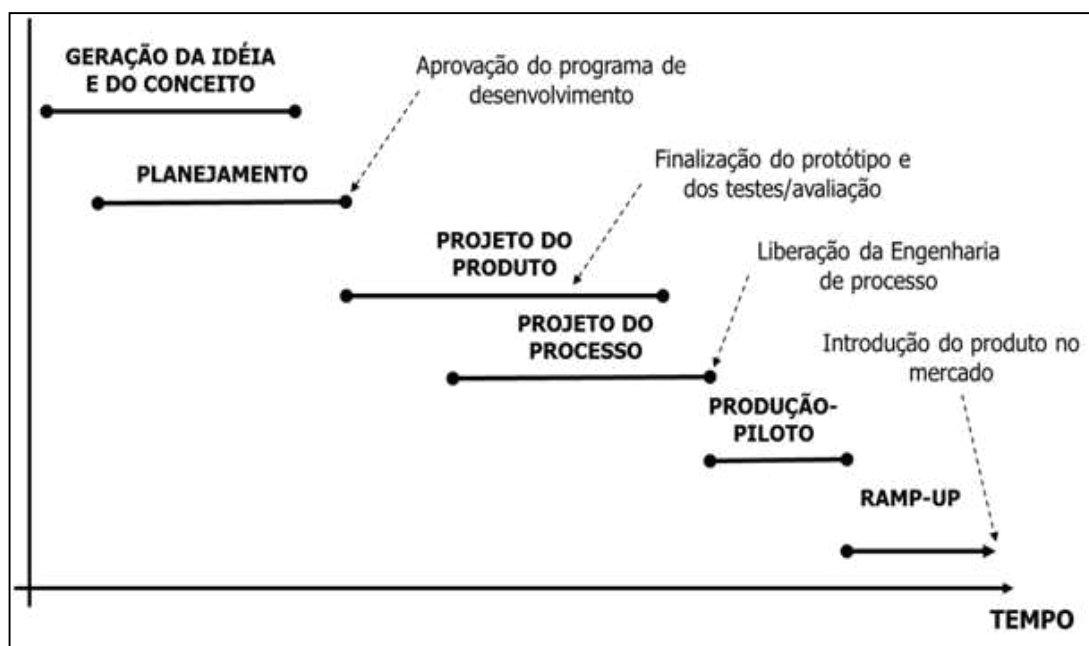 GERAÇÃO DA IDÉIA
E DO CONCEITO
Aprovação do programa de
desenvolvimento
PLANEJAMENTO
Finalização do protótipo e
dos testes/avaliação
PROJETO DO
PRODUTO
Liberação da Engenharia
de processo
PROJETO DO
PROCESSO
Introdução do produto no
mercado
PRODUÇÃO-
PILOTO
RAMP-UP
TEMPO